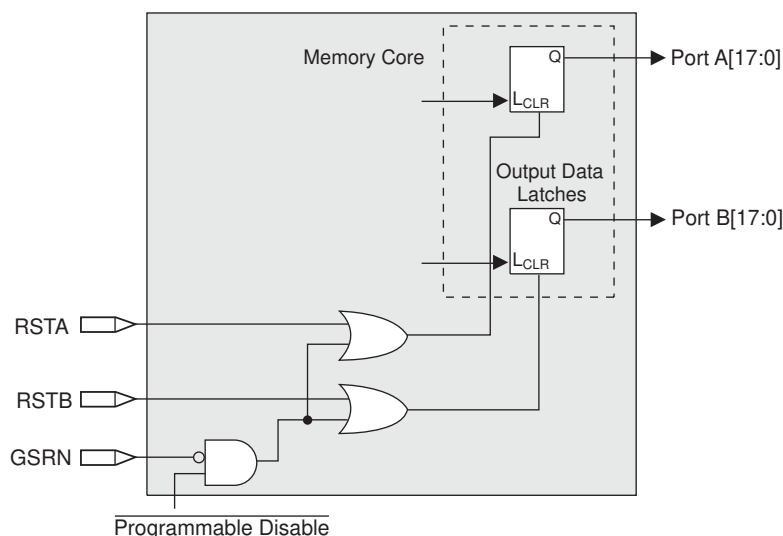 Memory Core
Q
Port A[17:0]
LCLR
Output Data
Latches
Q
Port B[17:0]
LCLR
RSTA
RSTB
GSRN
Programmable Disable